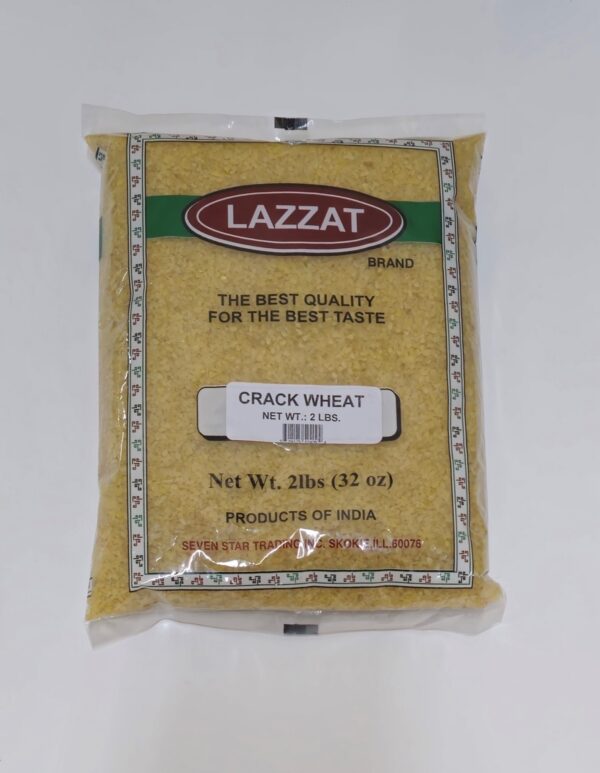 LAZZAT
BRAND
THE BEST QUALITY
FOR THE BEST TASTE
CRACK WHEAT
NET WT.: 2 LBS.
Net Wt. 2lbs (32 oz)
PRODUCTS OF INDIA
SEVEN STAR TRADING INC. SKOKIE,ILL.60076